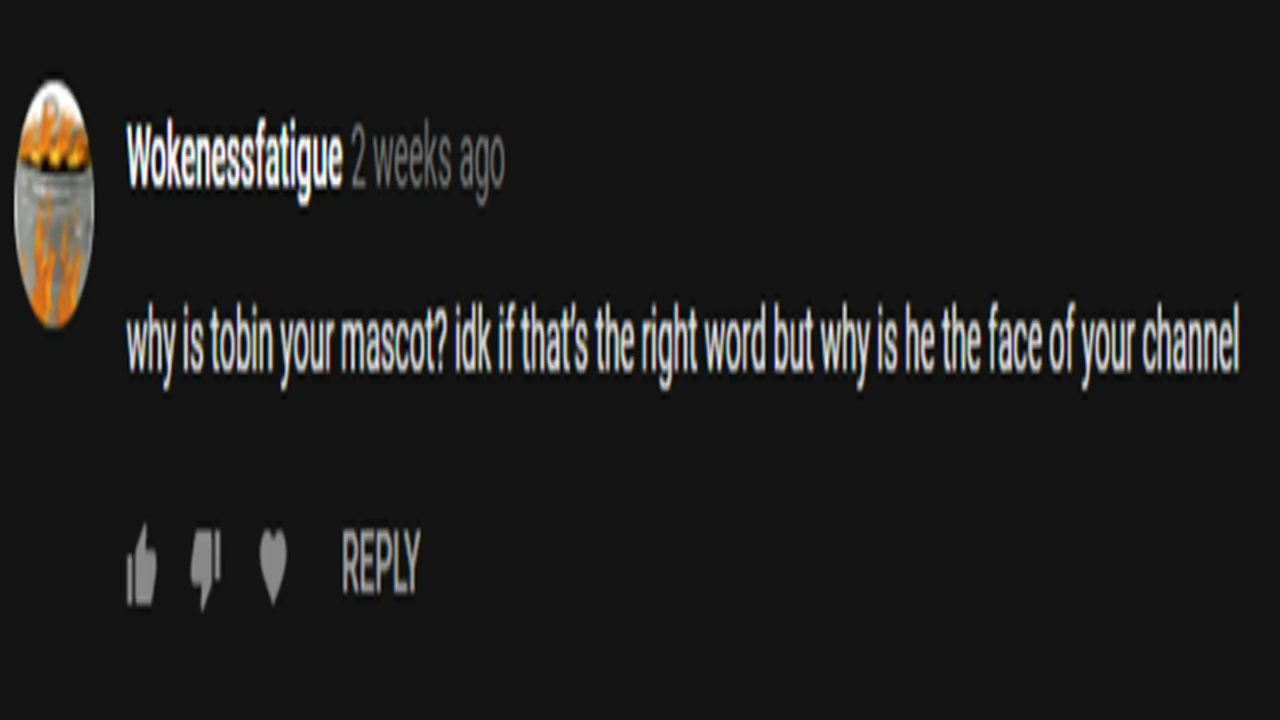 Wokenessfatigue 2 weeks ago
why is tobin your mascot? idk if that's the right word but why is he the face of your channel
REPLY